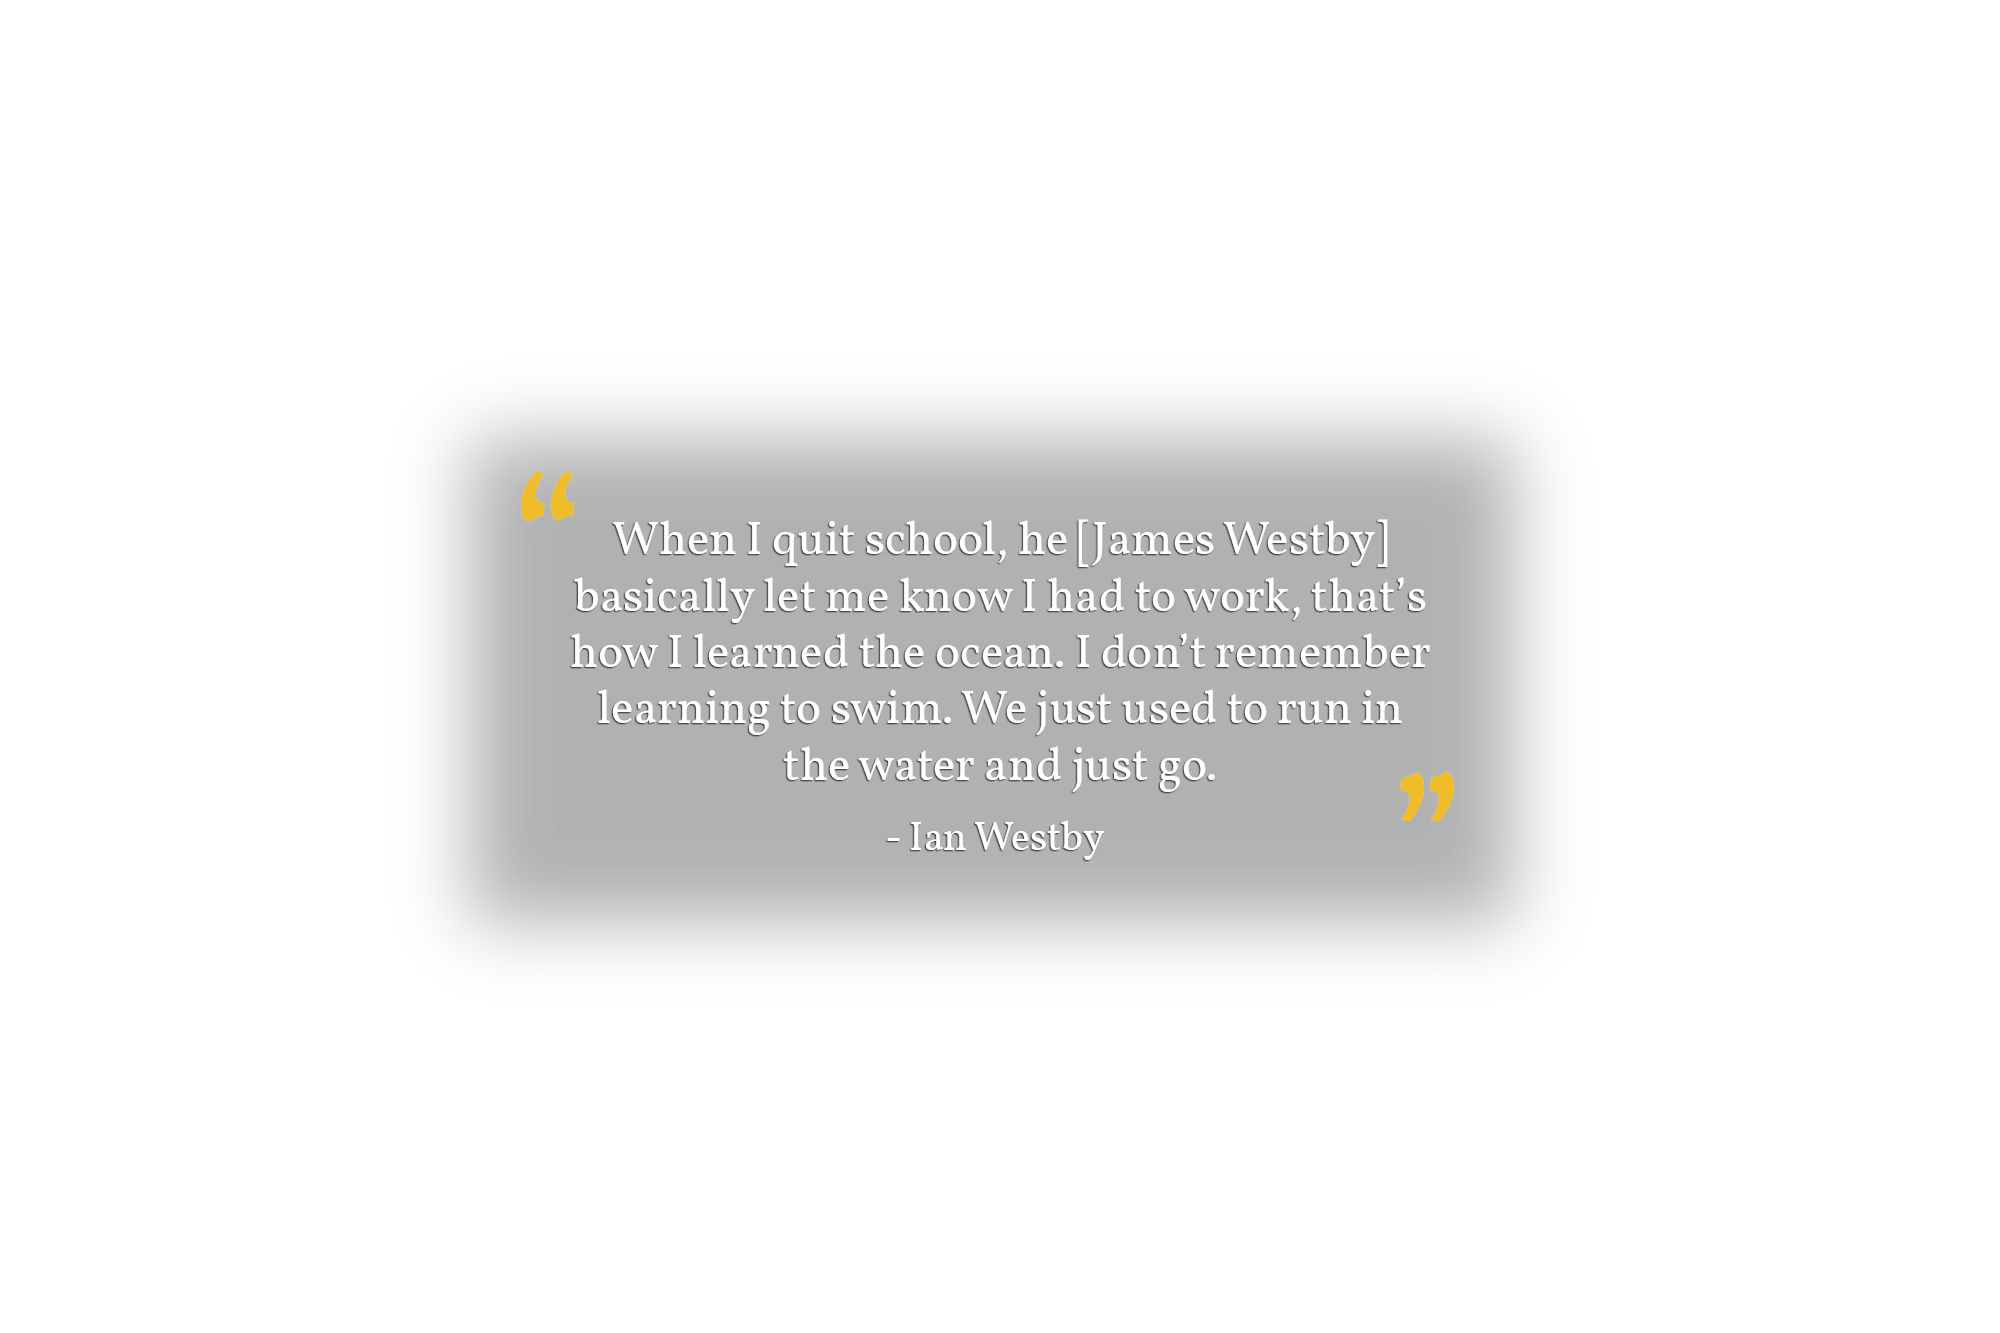 “
When I quit school, he [James Westby]
basically let me know I had to work, that’s
how I learned the ocean. I don’t remember
learning to swim. We just used to run in
the water and just go.
”
- Ian Westby